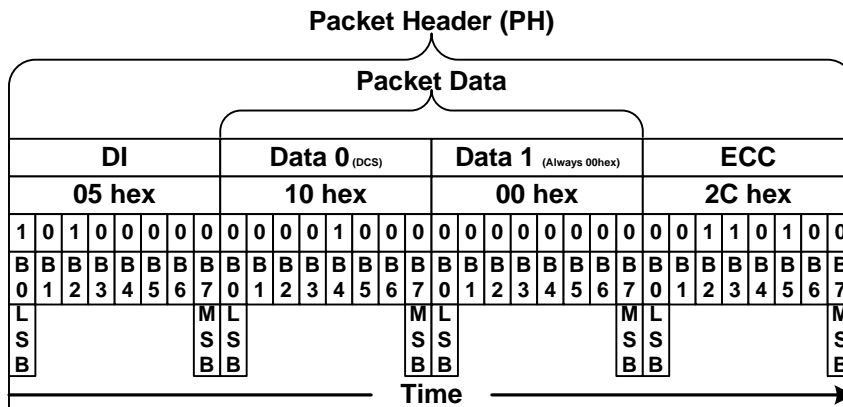 Packet Header (PH)
Packet Data
DI Data 0 (DCS) Data 1 (Always 00hex) ECC
05 hex 10 hex 00 hex 2C hex
1 0 1 0 0 0 0 0 0 0 0 0 1 0 0 0 0 0 0 0 0 0 0 0 0 0 1 1 0 1 0 0
B0 B1 B2 B3 B4 B5 B6 B7 B0 B1 B2 B3 B4 B5 B6 B7 B0 B1 B2 B3 B4 B5 B6 B7 B0 B1 B2 B3 B4 B5 B6 B7
LSB MSB LSB MSB LSB MSB LSB MSB
Time